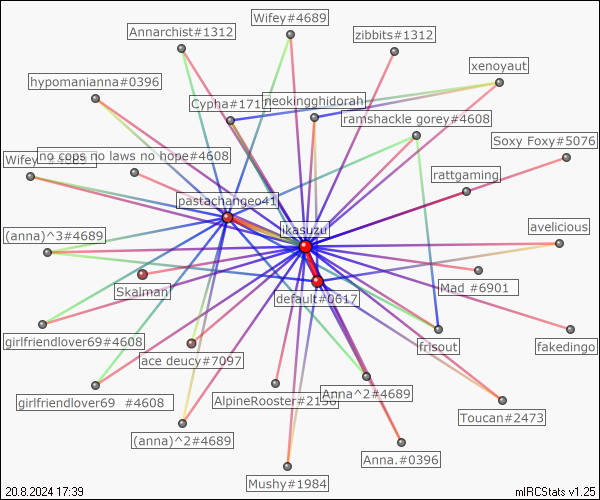 Wifey#4689
Annarchist#1312
zibbits#1312
xenoyaut
hypomanianna#0396
Cypha#171
neokingghidorah
ramshackle gorey#4608
Soxy Foxy#5076
Wifey
no cops no laws no hope#4608
rattgaming
pastachangeo41
jikasuzu
(anna)^3#4689
avelicious
Skalman
default#0617
Mad #6901
girlfriendlover69#4608
ace deucy#7097
frisout
fakedingo
girlfriendlover69 #4608
AlpineRooster#2156
Anna^2#4689
Toucan#2473
(anna)^2#4689
Anna.#0396
Mushy#1984
20.8.2024 17:39
mIRCStats v1.25